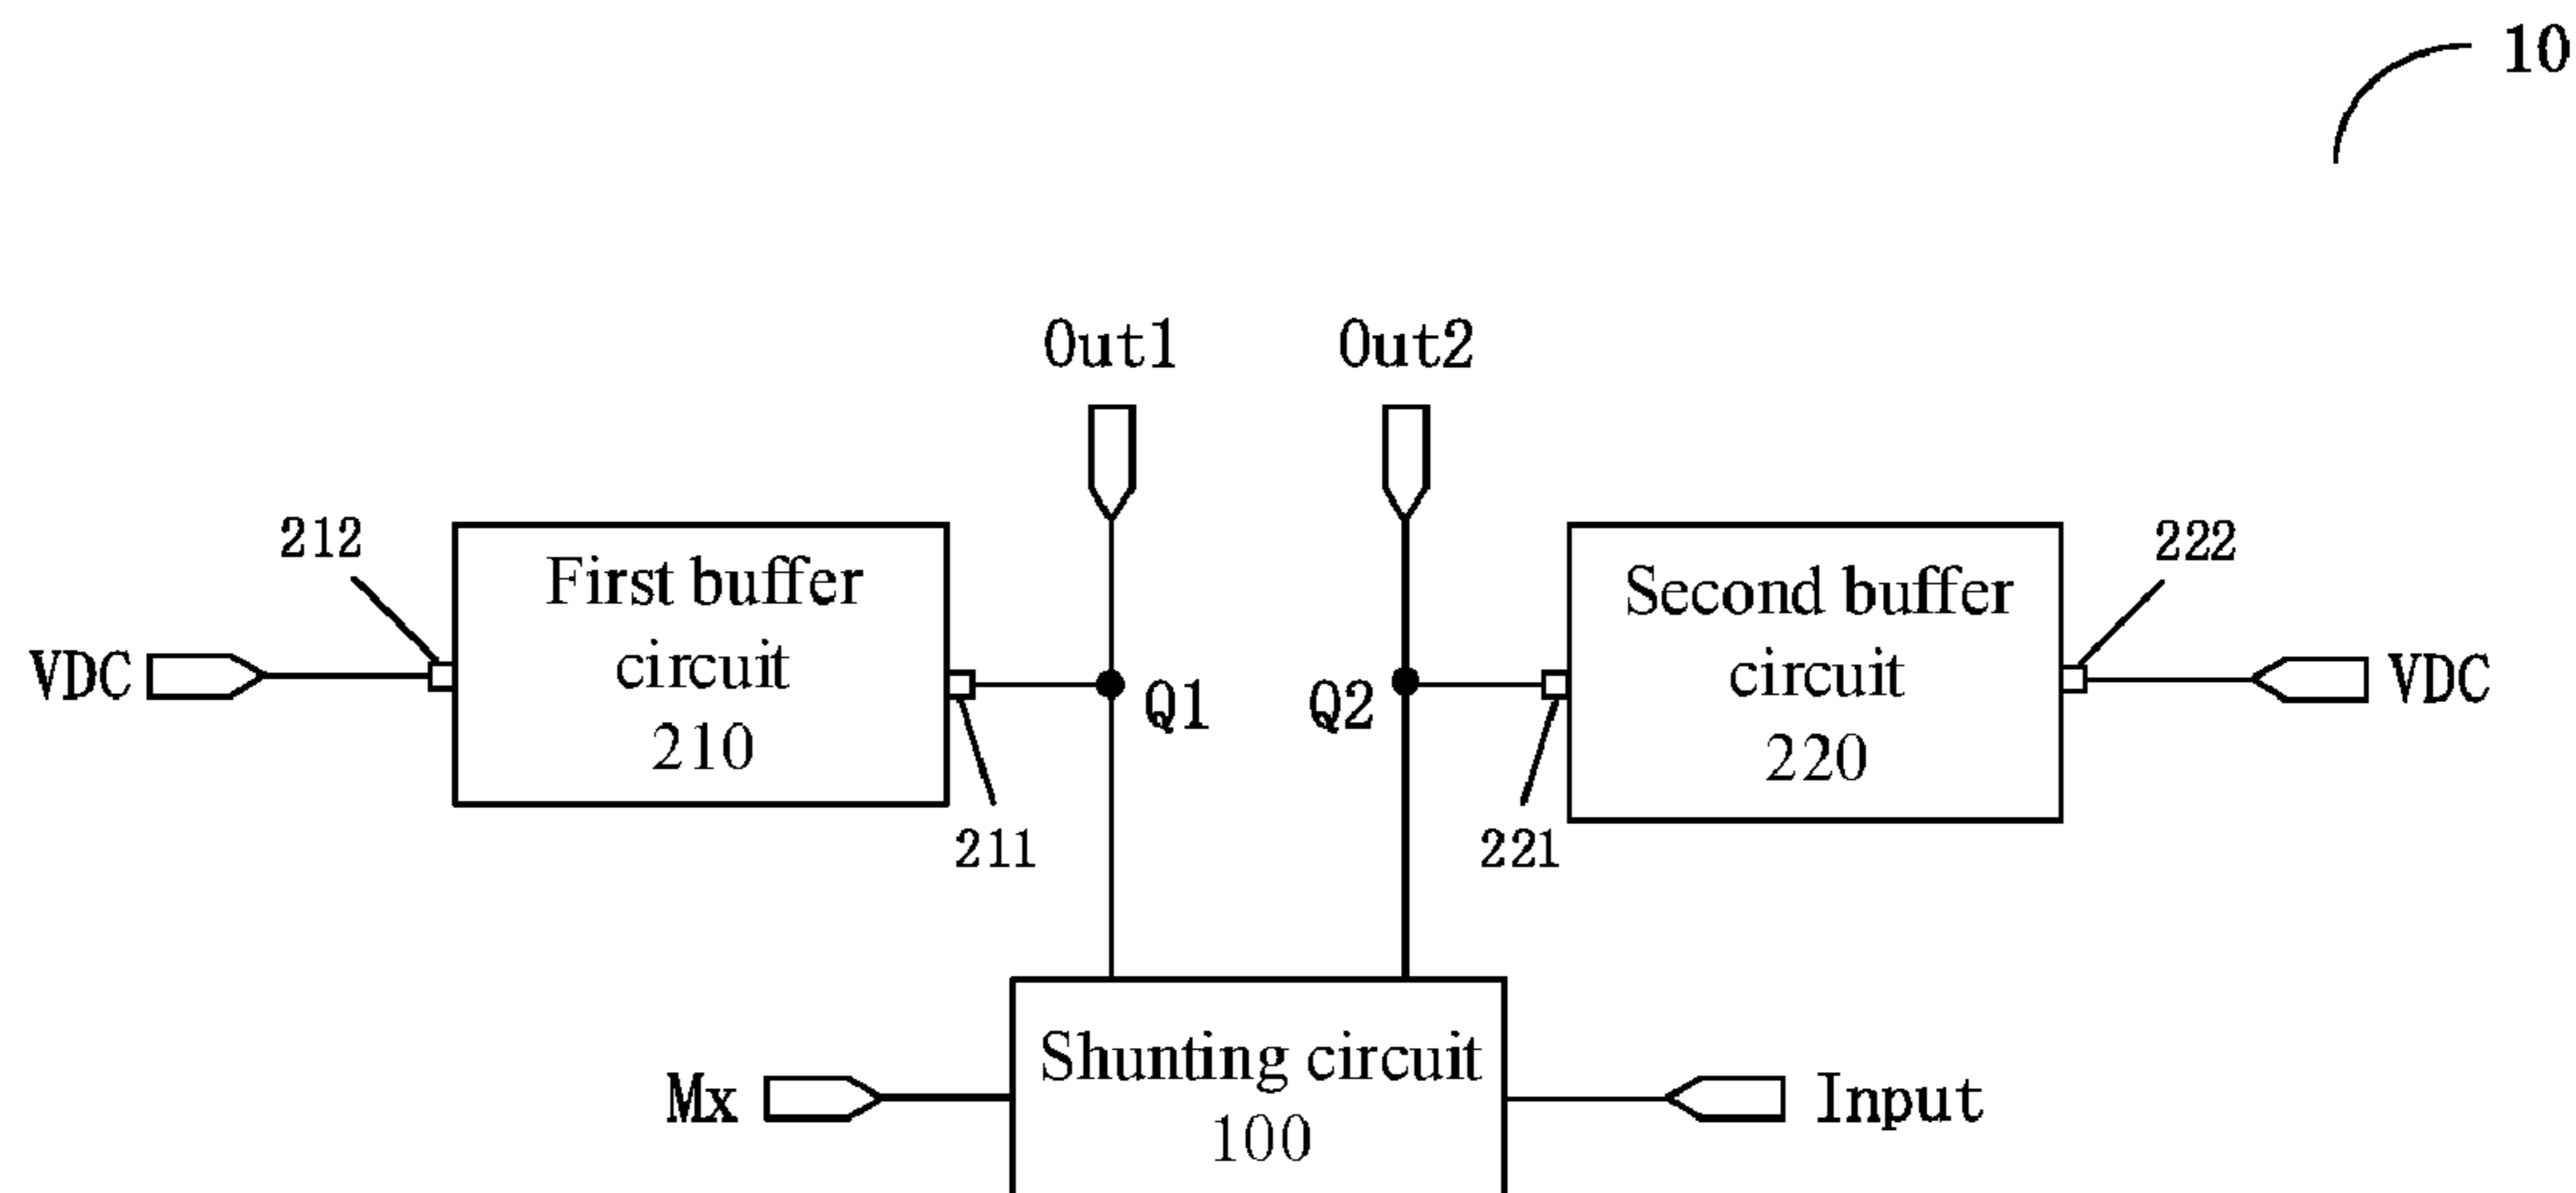 10
Out1
Out2
212
First buffer
circuit
210
Second buffer
circuit
220
222
VDC
VDC
Q1
Q2
211
221
Shunting circuit
100
Mx
Input